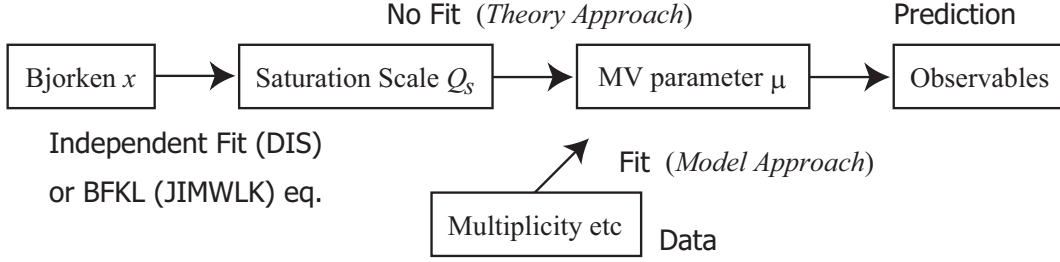 No Fit (Theory Approach)
Prediction
Bjorken x
Saturation Scale Qs
MV parameter μ
Observables
Independent Fit (DIS)
or BFKL (JIMWLK) eq.
Fit (Model Approach)
Multiplicity etc
Data